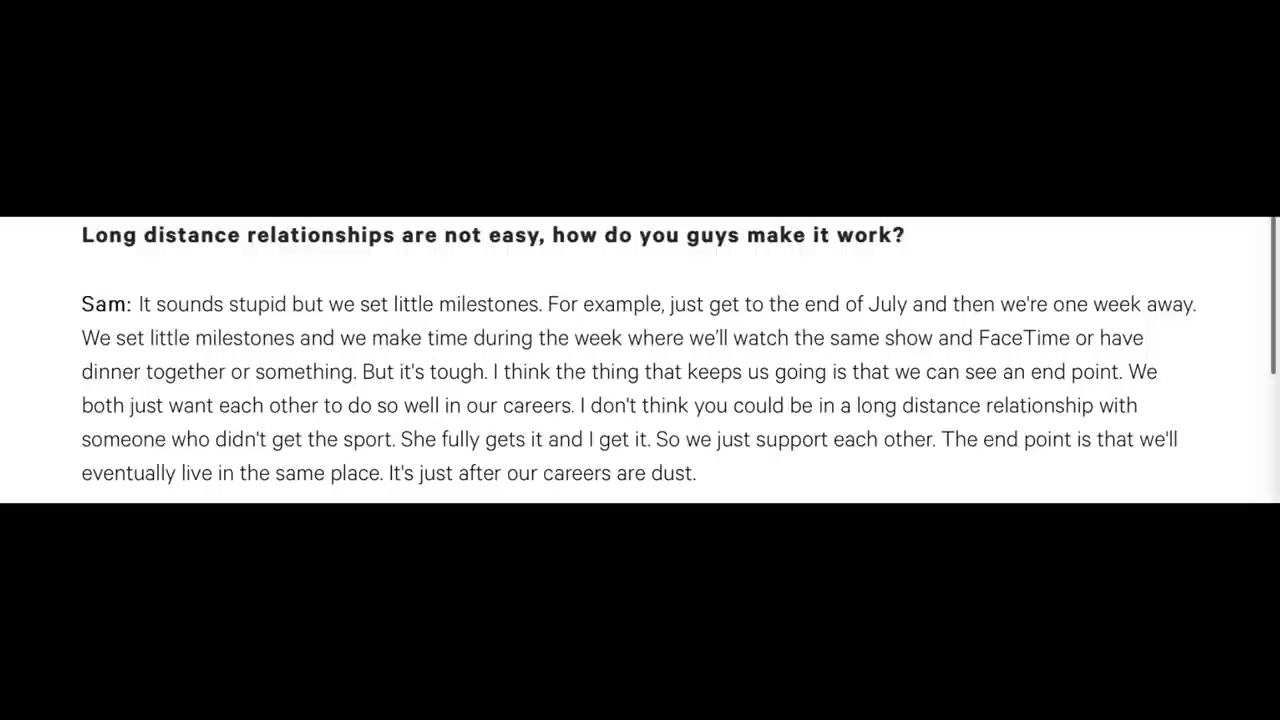 Long distance relationships are not easy, how do you guys make it work?
Sam: It sounds stupid but we set little milestones. For example, just get to the end of July and then we're one week away.
We set little milestones and we make time during the week where we’ll watch the same show and FaceTime or have
dinner together or something. But it's tough. I think the thing that keeps us going is that we can see an end point. We
both just want each other to do so well in our careers. I don't think you could be in a long distance relationship with
someone who didn't get the sport. She fully gets it and I get it. So we just support each other. The end point is that we'll
eventually live in the same place. It's just after our careers are dust.